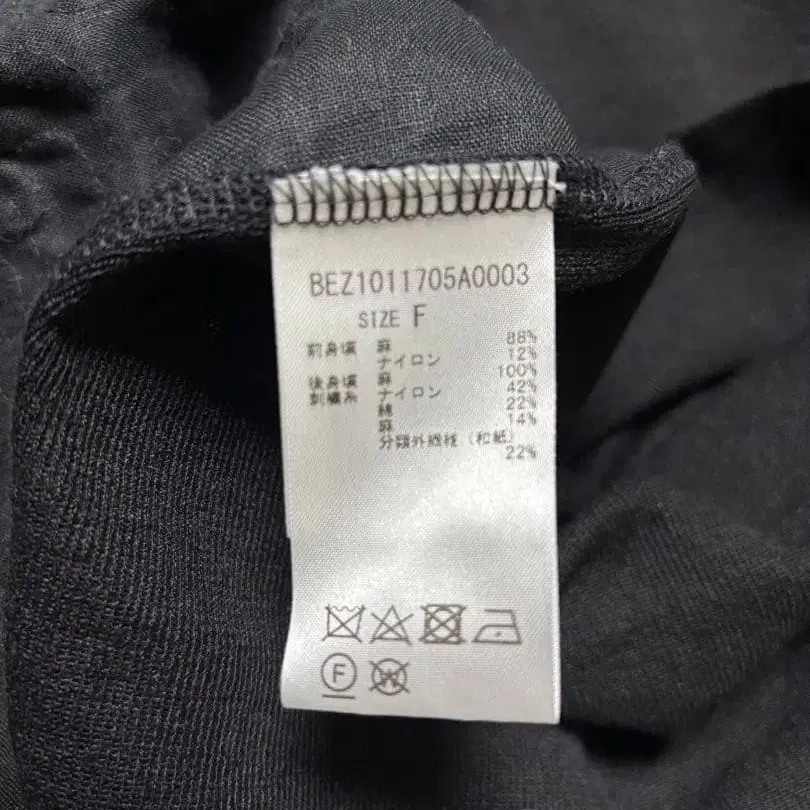 BEZ1011705A0003
SIZE F
前身頃 麻 88%
ナイロン 12%
後身頃 麻 100%
刺繍糸 ナイロン 42%
綿 22%
麻 14%
分類外繊維(和紙)
22%
F W